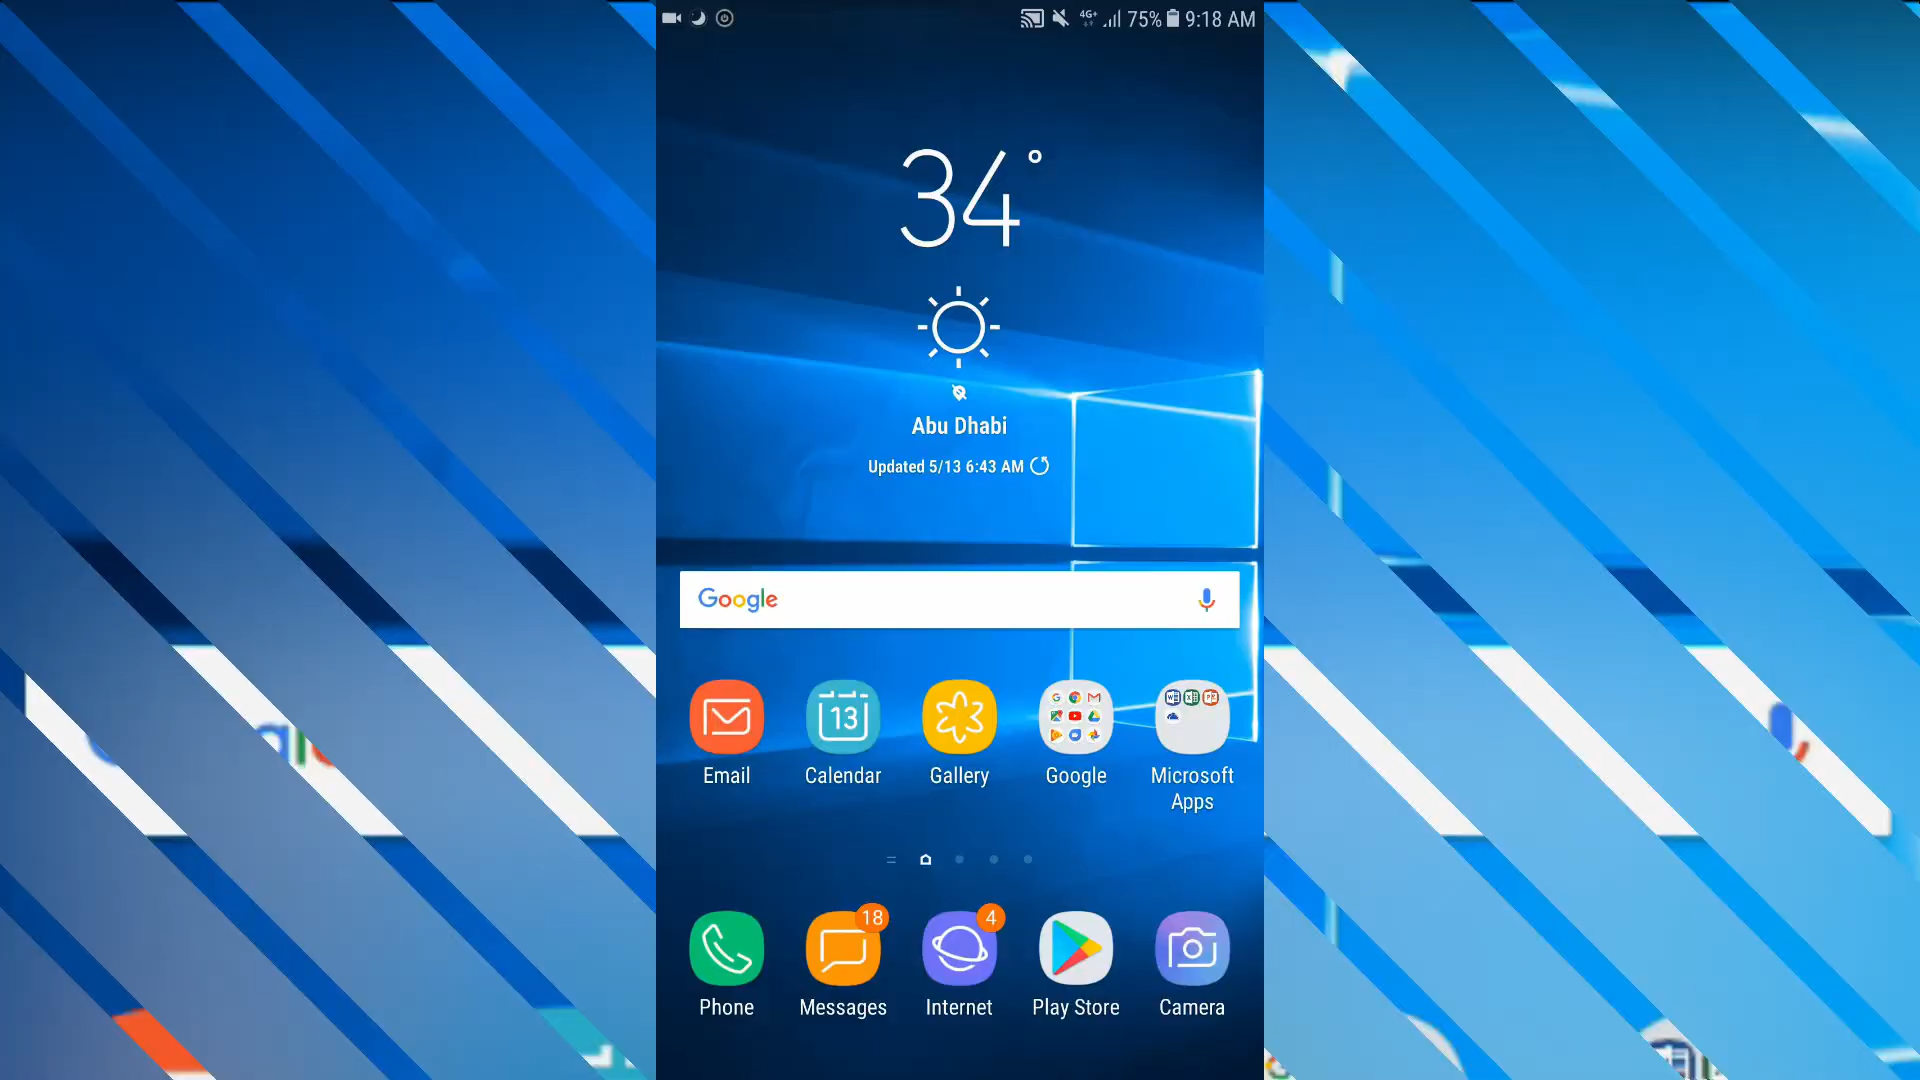 4G+ 75% 9:18 AM
34°
Abu Dhabi
Updated 5/13 6:43 AM
Google
13
Email
Calendar
Gallery
Google
Microsoft
Apps
18
4
Phone
Messages
Internet
Play Store
Camera